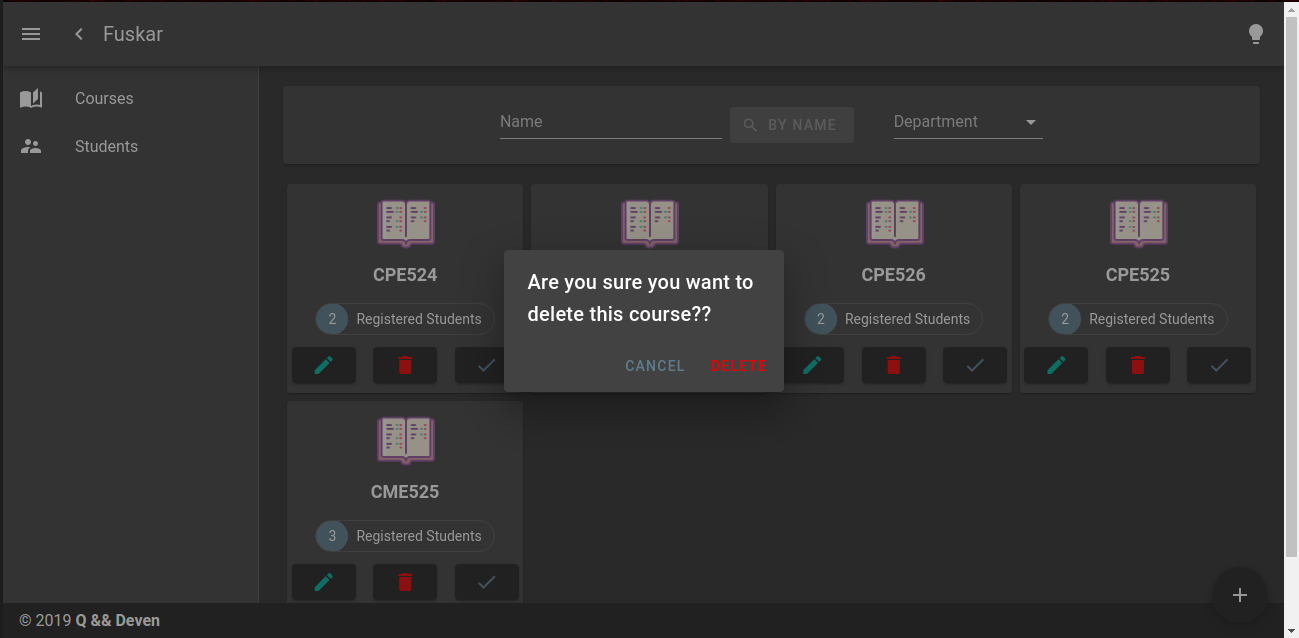 Fuskar
Courses
Students
Name
BY NAME
Department
CPE524
CPE526
CPE525
2 Registered Students
2 Registered Students
2 Registered Students
Are you sure you want to
delete this course??
CANCEL
DELETE
CME525
3 Registered Students
© 2019 Q && Deven